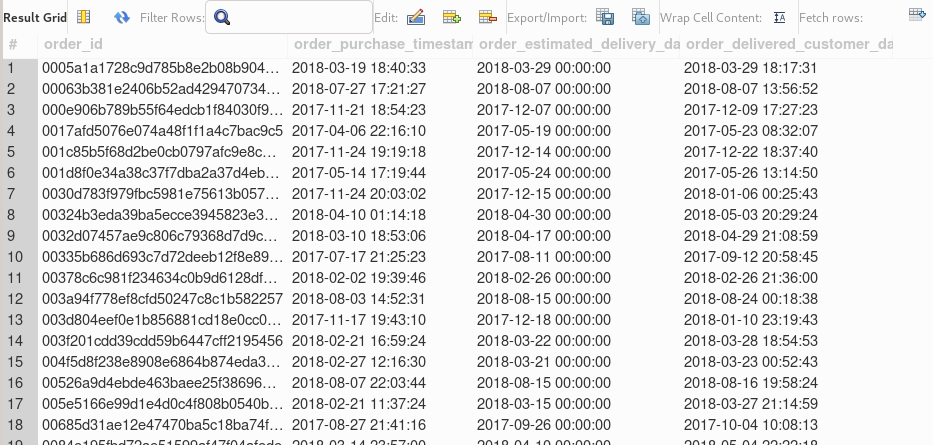 Result Grid Filter Rows: Edit: Export/Import: Wrap Cell Content: IA Fetch rows:
# order_id order_purchase_timestam order_estimated_delivery_da order_delivered_customer_da
1 0005a1a1728c9d785b8e2b08b904... 2018-03-19 18:40:33 2018-03-29 00:00:00 2018-03-29 18:17:31
2 00063b381e2406b52ad429470734... 2018-07-27 17:21:27 2018-08-07 00:00:00 2018-08-07 13:56:52
3 000e906b789b55f64edcb1f84030f9... 2017-11-21 18:54:23 2017-12-07 00:00:00 2017-12-09 17:27:23
4 0017afd5076e074a48f1f1a4c7bac9c5 2017-04-06 22:16:10 2017-05-19 00:00:00 2017-05-23 08:32:07
5 001c85b5f68d2be0cb0797afc9e8c... 2017-11-24 19:19:18 2017-12-14 00:00:00 2017-12-22 18:37:40
6 001d8f0e34a38c37f7dba2a37d4eb... 2017-05-14 17:19:44 2017-05-24 00:00:00 2017-05-26 13:14:50
7 0030d783f979fbc5981e75613b057... 2017-11-24 20:03:02 2017-12-15 00:00:00 2018-01-06 00:25:43
8 00324b3eda39ba5ecce3945823e3... 2018-04-10 01:14:18 2018-04-30 00:00:00 2018-05-03 20:29:24
9 0032d07457ae9c806c79368d7d9c... 2018-03-10 18:53:06 2018-04-17 00:00:00 2018-04-29 21:08:59
10 00335b686d693c7d72deeb12f8e89... 2017-07-17 21:25:23 2017-08-11 00:00:00 2017-09-12 20:58:45
11 00378c6c981f234634c0b9d6128df... 2018-02-02 19:39:46 2018-02-26 00:00:00 2018-02-26 21:36:00
12 003a94f778ef8cfd50247c8c1b582257 2018-08-03 14:52:31 2018-08-15 00:00:00 2018-08-24 00:18:38
13 003d804eef0e1b856881cd18e0cc0... 2017-11-17 19:43:10 2017-12-18 00:00:00 2018-01-10 23:19:43
14 003f201cdd39cdd59b6447cff2195456 2018-02-21 16:59:24 2018-03-22 00:00:00 2018-03-28 18:54:53
15 004f5d8f238e8908e6864b874eda3... 2018-02-27 12:16:30 2018-03-21 00:00:00 2018-03-23 00:52:43
16 00526a9d4ebde463baee25f38696... 2018-08-07 22:03:44 2018-08-15 00:00:00 2018-08-16 19:58:24
17 005e5166e99d1e4d0c4f808b0540b... 2018-02-21 11:37:24 2018-03-15 00:00:00 2018-03-27 21:14:59
18 00685d31ae12e47470ba5c18ba74f... 2017-08-27 21:41:16 2017-09-26 00:00:00 2017-10-04 10:08:13